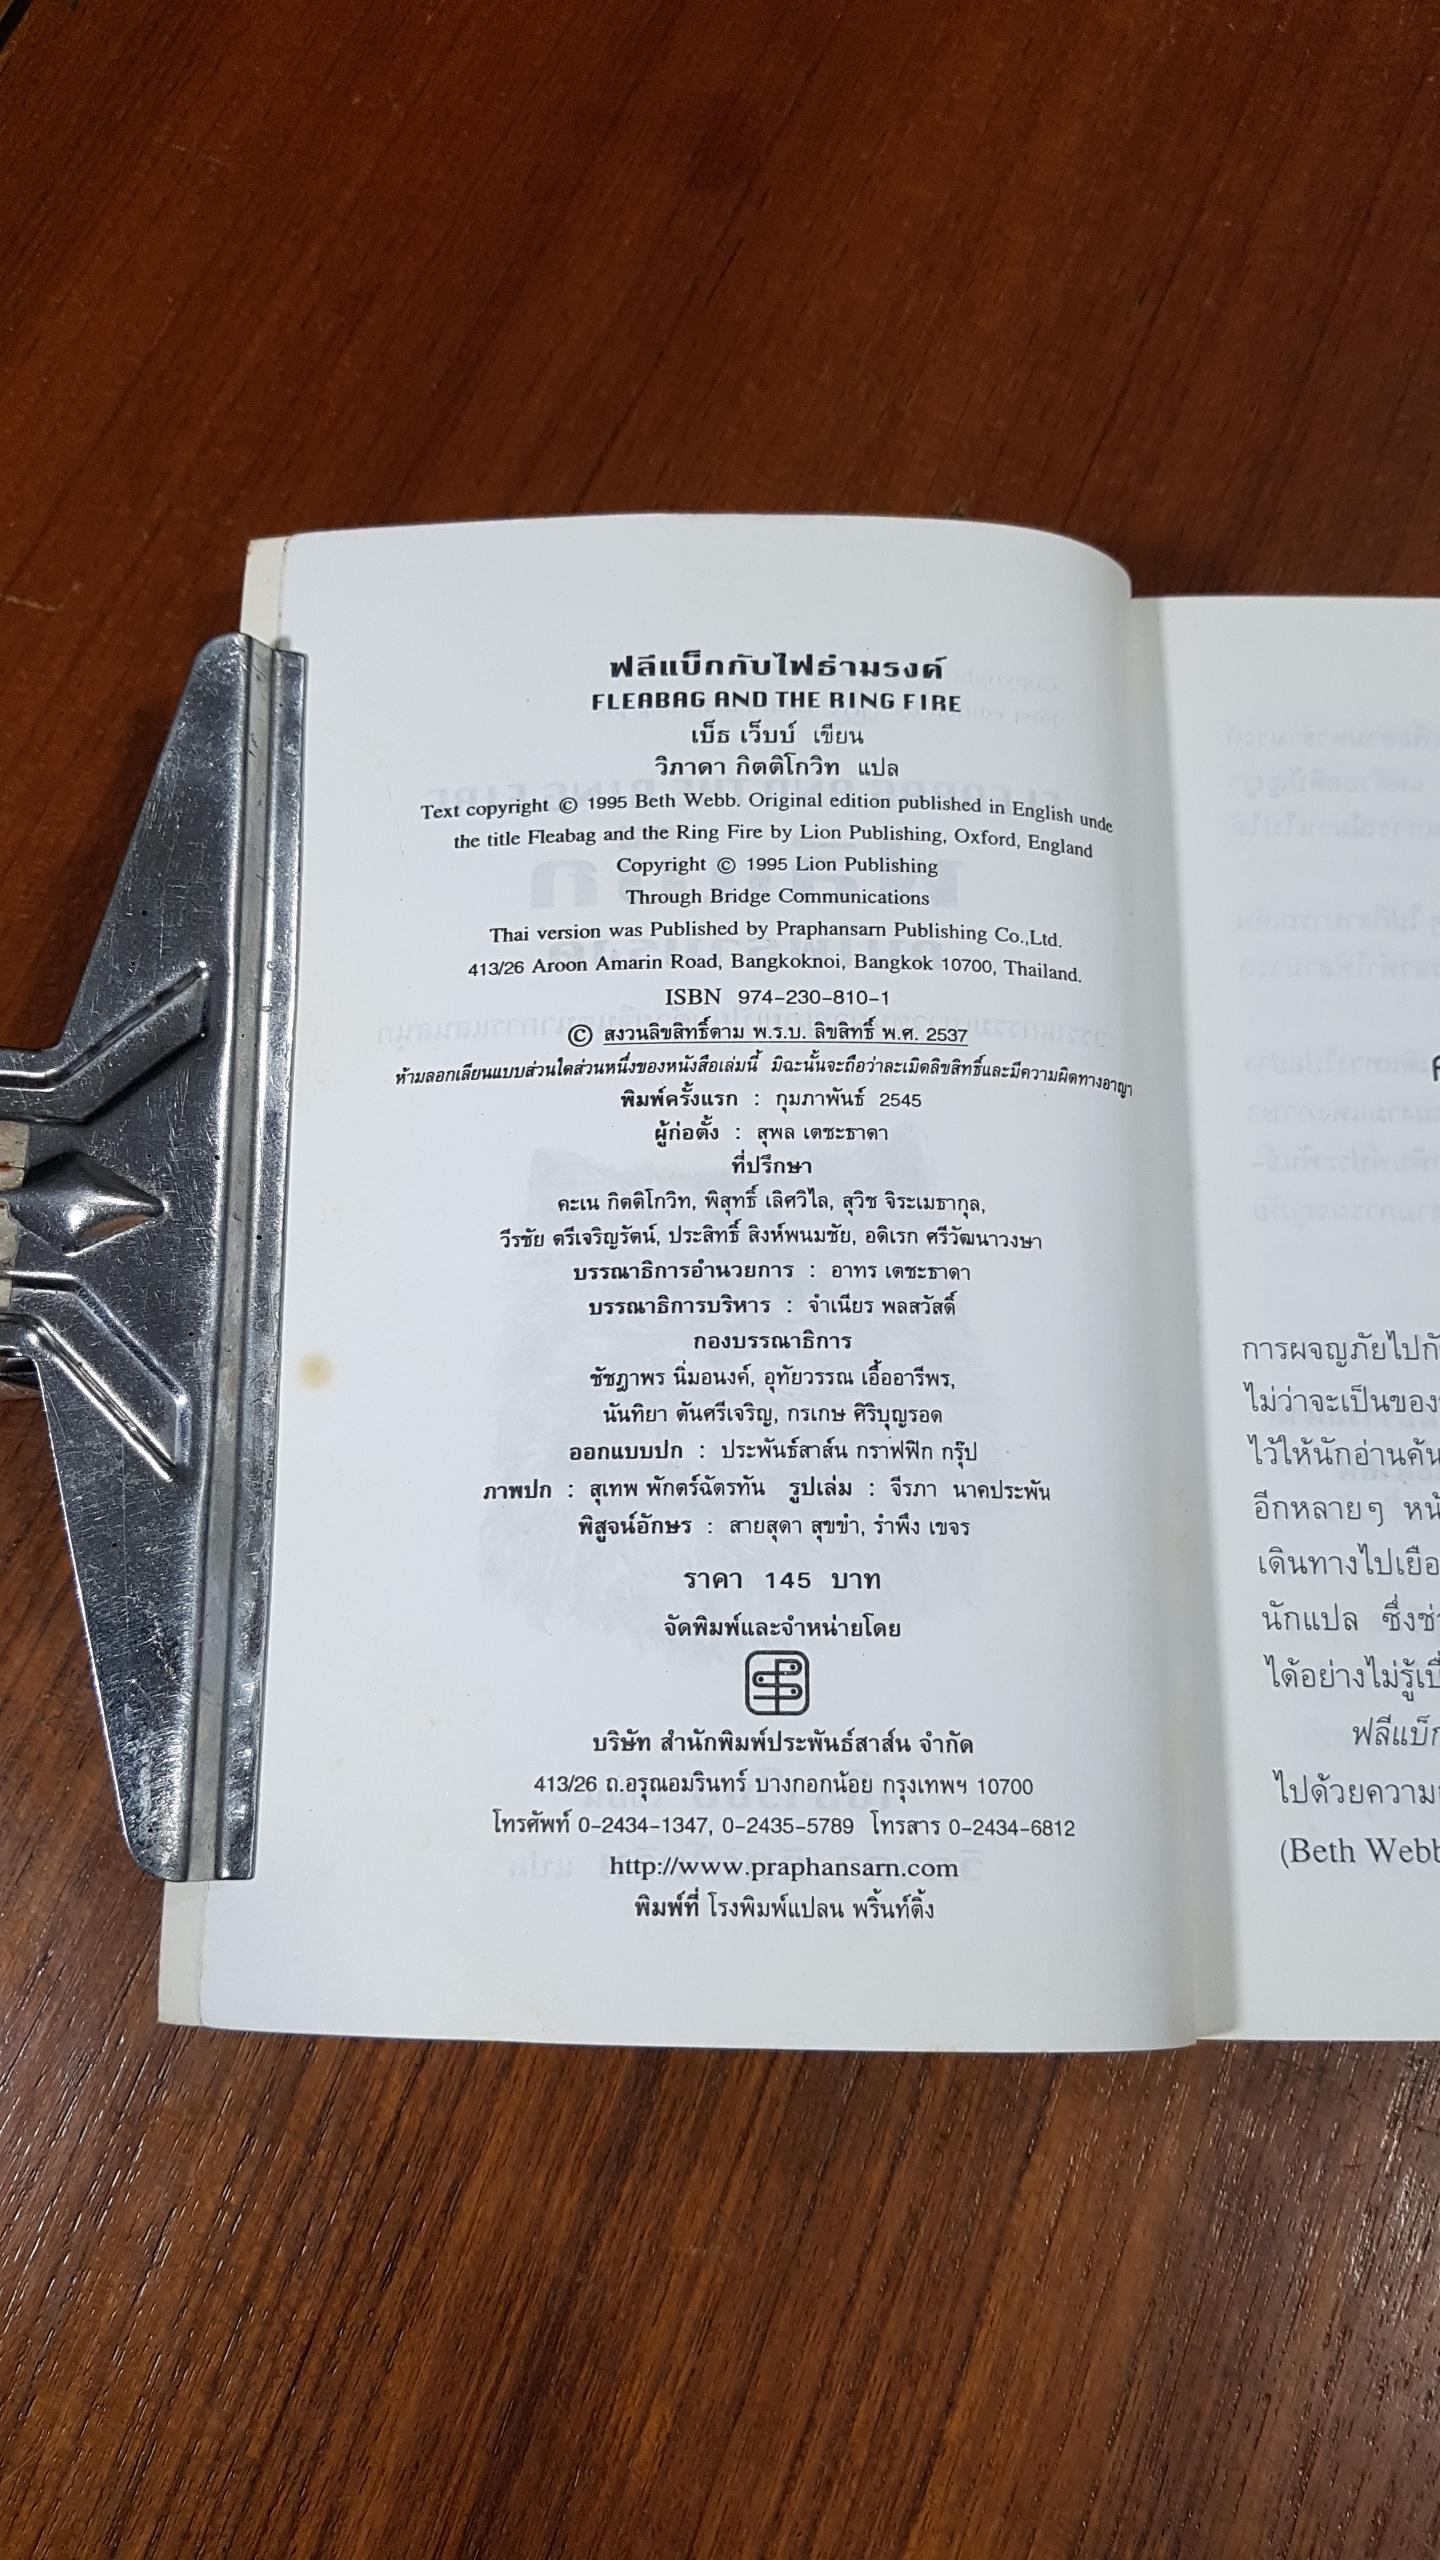 ฟลีแบ็กกับไฟธำมรงค์
FLEABAG AND THE RING FIRE
เบ็ธ เว็บบ์ เขียน
วิภาดา กิตติโกวิท แปล
Text copyright © 1995 Beth Webb. Original edition published in English unde
the title Fleabag and the Ring Fire by Lion Publishing, Oxford, England
Copyright © 1995 Lion Publishing
Through Bridge Communications
Thai version was Published by Praphansarn Publishing Co.,Ltd.
413/26 Aroon Amarin Road, Bangkoknoi, Bangkok 10700, Thailand.
ISBN 974-230-810-1
© สงวนลิขสิทธิ์ตาม พ.ร.บ. ลิขสิทธิ์ พ.ศ. 2537
ห้ามลอกเลียนแบบส่วนใดส่วนหนึ่งของหนังสือเล่มนี้ มิฉะนั้นจะถือว่าละเมิดลิขสิทธิ์และมีความผิดทางอาญา
พิมพ์ครั้งแรก : กุมภาพันธ์ 2545
ผู้ก่อตั้ง : สุพล เตชะธาดา
ที่ปรึกษา
คะเน กิตติโกวิท, พิสุทธิ์ เลิศวิไล, สุวิช จิระเมธากุล,
วีรชัย ตรีเจริญรัตน์, ประสิทธิ์ สิงห์พนมชัย, อดิเรก ศรีวัฒนาวงษา
บรรณาธิการอำนวยการ : อาทร เตชะธาดา
บรรณาธิการบริหาร : จำเนียร พลสวัสดิ์
กองบรรณาธิการ
ชัชฎาพร นิ่มอนงค์, อุทัยวรรณ เอื้ออารีพร,
นันทิยา ตันศรีเจริญ, กรเกษ ศิริบุญรอด
ออกแบบปก : ประพันธ์สาส์น กราฟฟิก กรุ๊ป
ภาพปก : สุเทพ พักตร์ฉัตรทัน รูปเล่ม : จีรภา นาคประพัน
พิสูจน์อักษร : สายสุดา สุขขำ, รำพึง เขจร
ราคา 145 บาท
จัดพิมพ์และจำหน่ายโดย
บริษัท สำนักพิมพ์ประพันธ์สาส์น จำกัด
413/26 ถ.อรุณอมรินทร์ บางกอกน้อย กรุงเทพฯ 10700
โทรศัพท์ 0-2434-1347, 0-2435-5789 โทรสาร 0-2434-6812
http://www.praphansarn.com
พิมพ์ที่ โรงพิมพ์แปลน พริ้นท์ติ้ง
การผจญภัยไปกั
ไม่ว่าจะเป็นของ
ไว้ให้นักอ่านค้น
อีกหลายๆ หน้
เดินทางไปเยือ
นักแปล ซึ่งช่
ได้อย่างไม่รู้เบื่
ฟลีแบ็ก
ไปด้วยความ
(Beth Webb